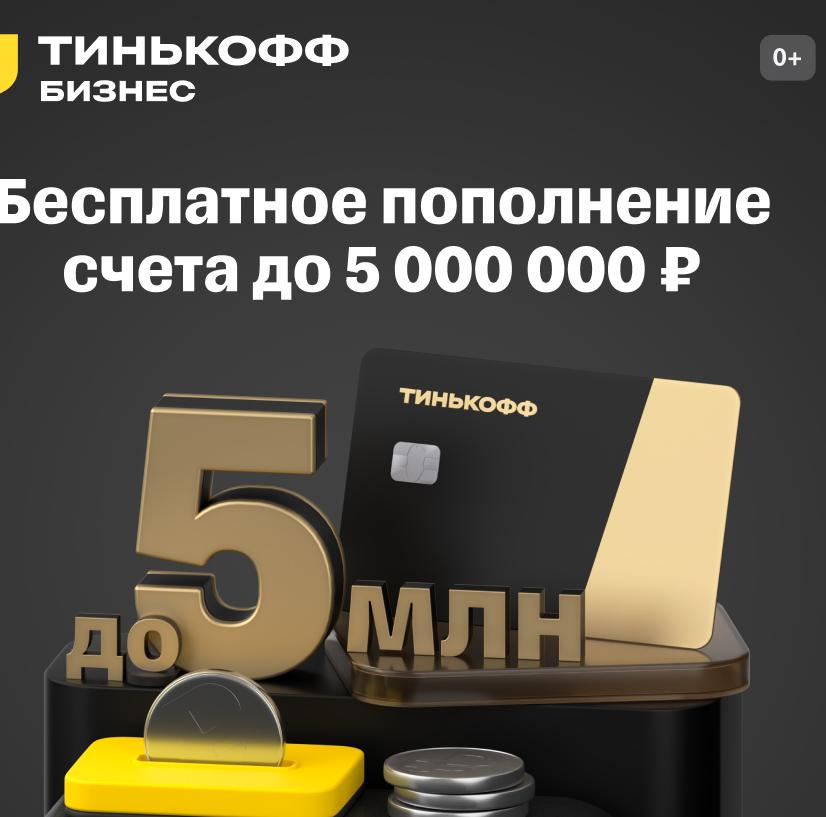 ТИНЬКОФФ
БИЗНЕС
0+
Бесплатное пополнение
счета до 5 000 000 ₽
ТИНЬКОФФ
до 5 МЛН